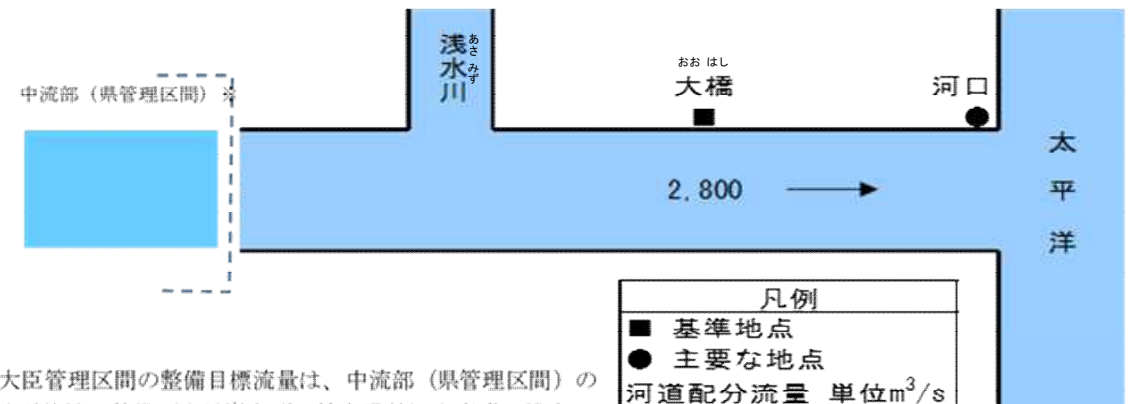 あさ みず
浅水川
おお はし
大橋
河口
中流部（県管理区間）※
太平洋
2,800
凡例
■ 基準地点
● 主要な地点
河道配分流量 単位m³/s
大臣管理区間の整備目標流量は、中流部（県管理区間）の